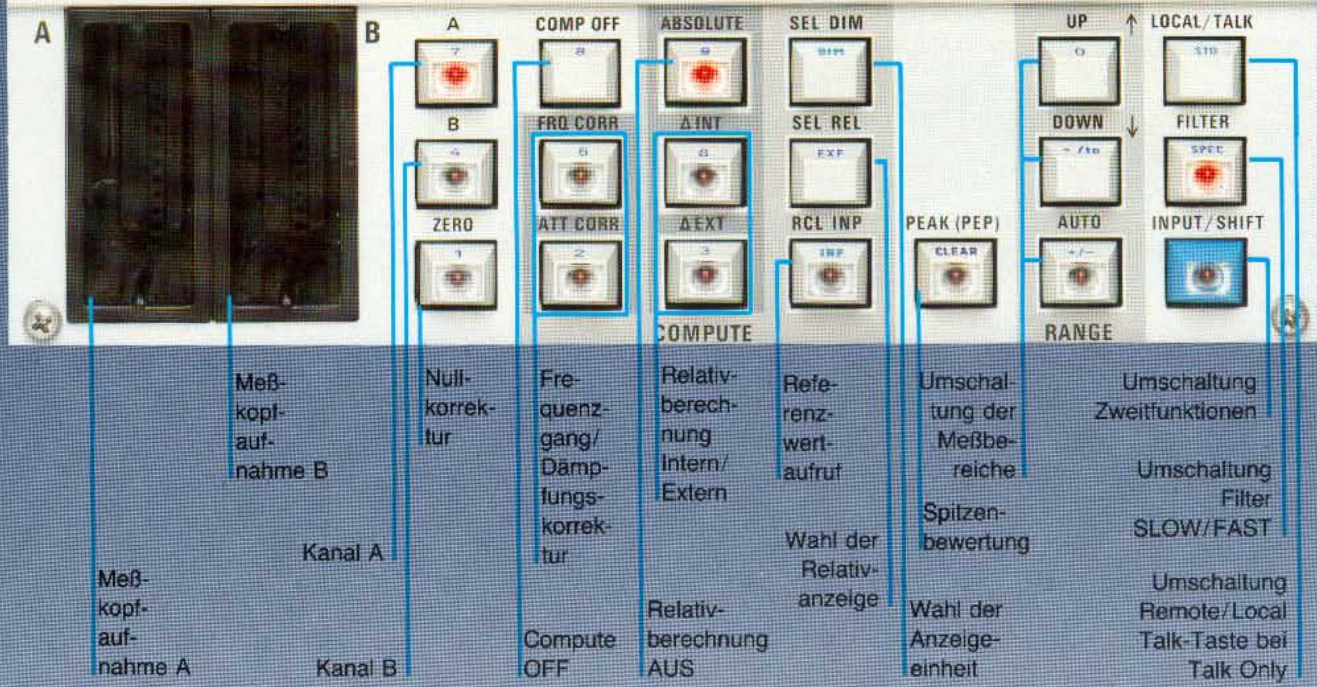 A
B
A
COMP OFF
ABSOLUTE
SEL DIM
UP ↑
LOCAL/TALK
7
8
9
DIM
0
STO
B
FRQ CORR
Δ INT
SEL REL
DOWN ↓
FILTER
4
5
6
EXP
SPEC
ZERO
ATT CORR
Δ EXT
RCL INP
PEAK (PEP)
AUTO
INPUT/SHIFT
1
2
3
INP
CLEAR
+/−
COMPUTE
RANGE
Meß-
kopf-
auf-
nahme A
Meß-
kopf-
auf-
nahme B
Kanal A
Kanal B
Null-
korrek-
tur
Fre-
quenz-
gang/
Dämp-
fungs-
korrek-
tur
Compute
OFF
Relativ-
berech-
nung
Intern/
Extern
Relativ-
berechnung
AUS
Refe-
renz-
wert-
aufruf
Wahl der
Relativ-
anzeige
Umschal-
tung der
Meßbe-
reiche
Spitzen-
bewertung
Wahl der
Anzeige-
einheit
Umschaltung
Zweitfunktionen
Umschaltung
Filter
SLOW/FAST
Umschaltung
Remote/Local
Talk-Taste bei
Talk Only